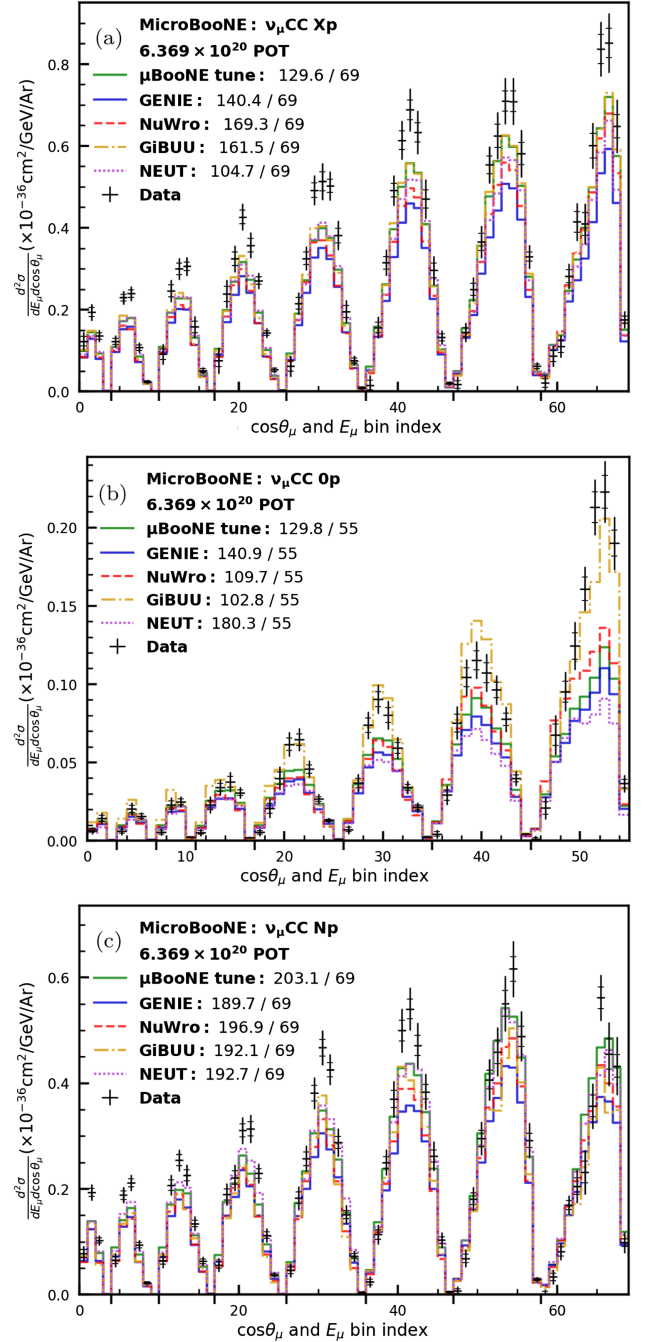 (a)
MicroBooNE: νμCC Xp
6.369×10²⁰ POT
μBooNE tune: 129.6 / 69
GENIE: 140.4 / 69
NuWro: 169.3 / 69
GiBUU: 161.5 / 69
NEUT: 104.7 / 69
Data
d²σ/dEμdcosθμ (×10⁻³⁶cm²/GeV/Ar)
0.8
0.6
0.4
0.2
0.0
0 20 40 60
cosθμ and Eμ bin index
(b)
MicroBooNE: νμCC 0p
6.369×10²⁰ POT
μBooNE tune: 129.8 / 55
GENIE: 140.9 / 55
NuWro: 109.7 / 55
GiBUU: 102.8 / 55
NEUT: 180.3 / 55
Data
d²σ/dEμdcosθμ (×10⁻³⁶cm²/GeV/Ar)
0.20
0.15
0.10
0.05
0.00
0 10 20 30 40 50
cosθμ and Eμ bin index
(c)
MicroBooNE: νμCC Np
6.369×10²⁰ POT
μBooNE tune: 203.1 / 69
GENIE: 189.7 / 69
NuWro: 196.9 / 69
GiBUU: 192.1 / 69
NEUT: 192.7 / 69
Data
d²σ/dEμdcosθμ (×10⁻³⁶cm²/GeV/Ar)
0.6
0.4
0.2
0.0
0 20 40 60
cosθμ and Eμ bin index